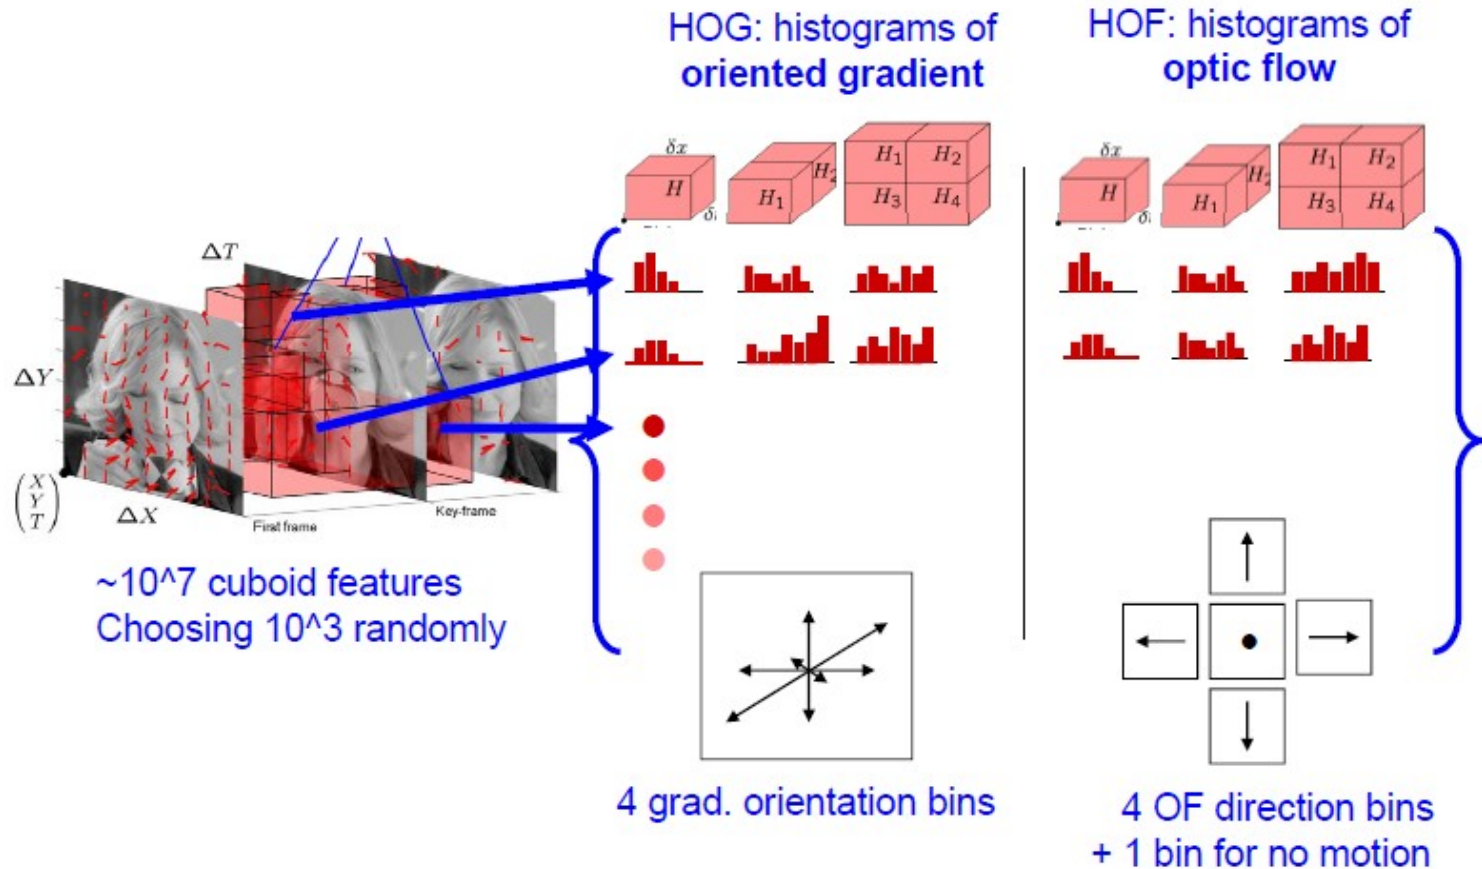 HOG: histograms of
oriented gradient
HOF: histograms of
optic flow
δx
H
H1
H2
H1
H2
H3
H4
δx
H
H1
H2
H1
H2
H3
H4
ΔT
ΔY
(X
Y
T)
ΔX
First frame
Key-frame
~10^7 cuboid features
Choosing 10^3 randomly
4 grad. orientation bins
4 OF direction bins
+ 1 bin for no motion